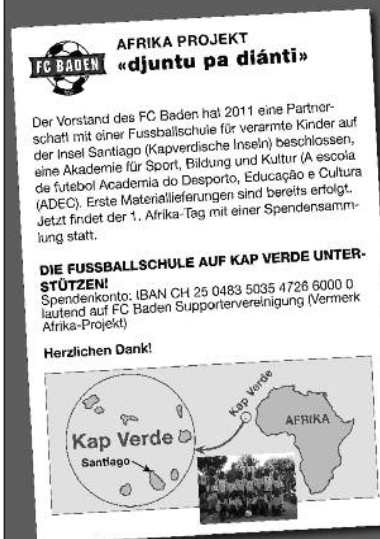 FC BADEN
AFRIKA PROJEKT
«djuntu pa diánti»
Der Vorstand des FC Baden hat 2011 eine Partner-
schaft mit einer Fussballschule für verarmte Kinder auf
der Insel Santiago (Kapverdische Inseln) beschlossen,
eine Akademie für Sport, Bildung und Kultur (A escola
de futebol Academia do Desporto, Educação e Cultura
(ADEC). Erste Materiallieferungen sind bereits erfolgt.
Jetzt findet der 1. Afrika-Tag mit einer Spendensamm-
lung statt.
DIE FUSSBALLSCHULE AUF KAP VERDE UNTER-
STÜTZEN!
Spendenkonto: IBAN CH 25 0483 5035 4726 6000 0
lautend auf FC Baden Supportervereinigung (Vermerk
Afrika-Projekt)
Herzlichen Dank!
Kap Verde
AFRIKA
Kap Verde
Santiago